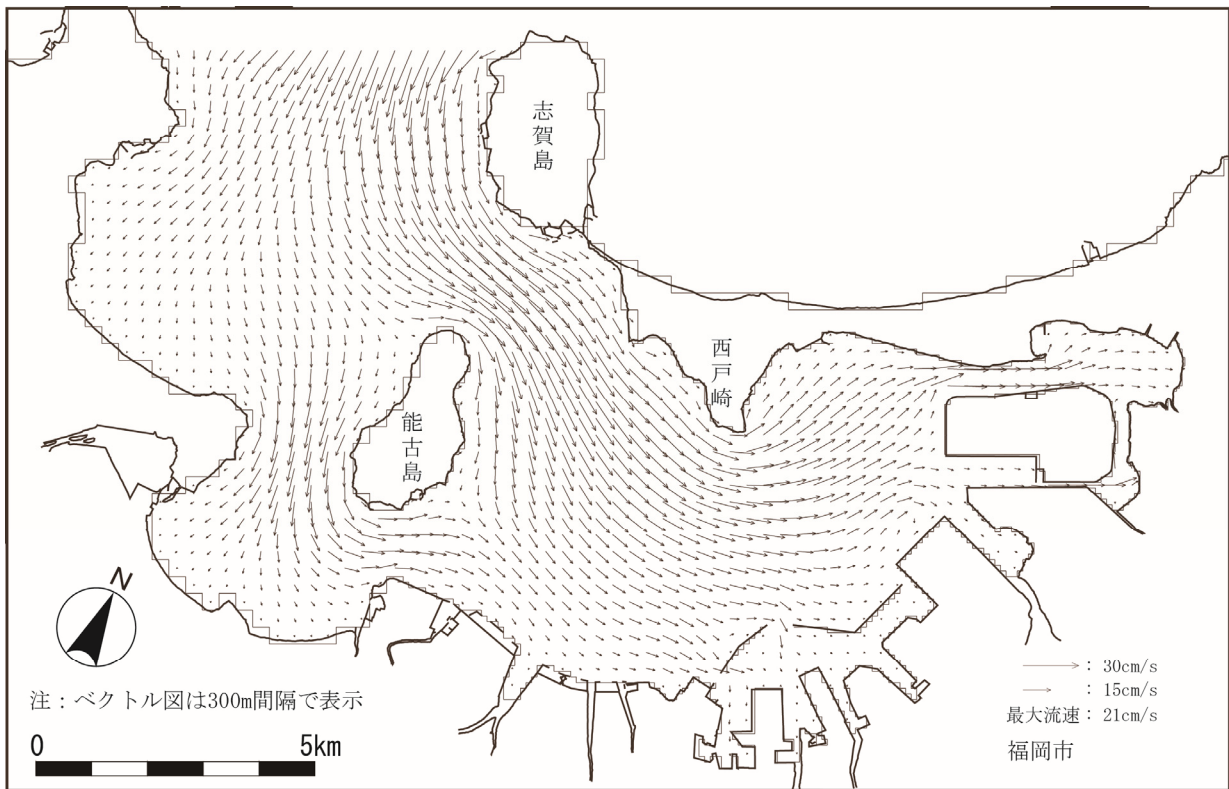 志賀島
西戸崎
能古島
N
注：ベクトル図は300m間隔で表示
0 5km
：30cm/s
：15cm/s
最大流速：21cm/s
福岡市